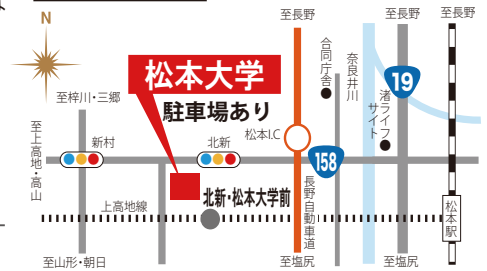 N
至長野
至長野
至長野
松本大学
駐車場あり
合同庁舎
奈良井川
渚ライフサイト
19
至梓川・三郷
至上高地・高山
新村
北新
松本I.C
158
上高地線
北新・松本大学前
長野自動車道
松本駅
至山形・朝日
至塩尻
至塩尻